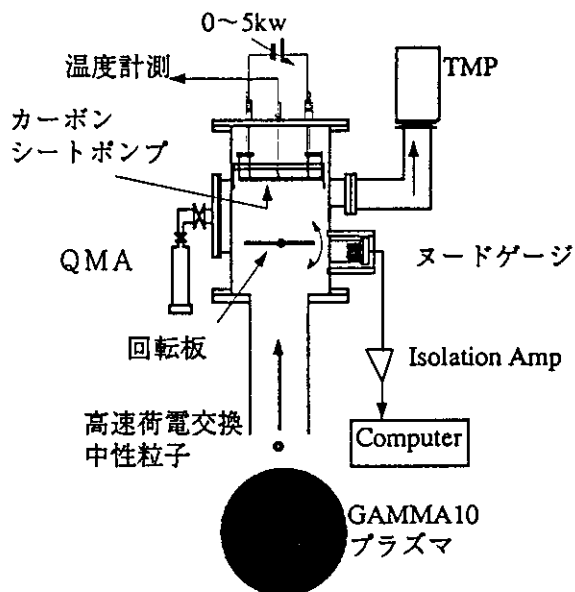 0～5kw
温度計測
TMP
カーボン
シートポンプ
QMA
ヌードゲージ
回転板
Isolation Amp
高速荷電交換
中性粒子
Computer
GAMMA10
プラズマ